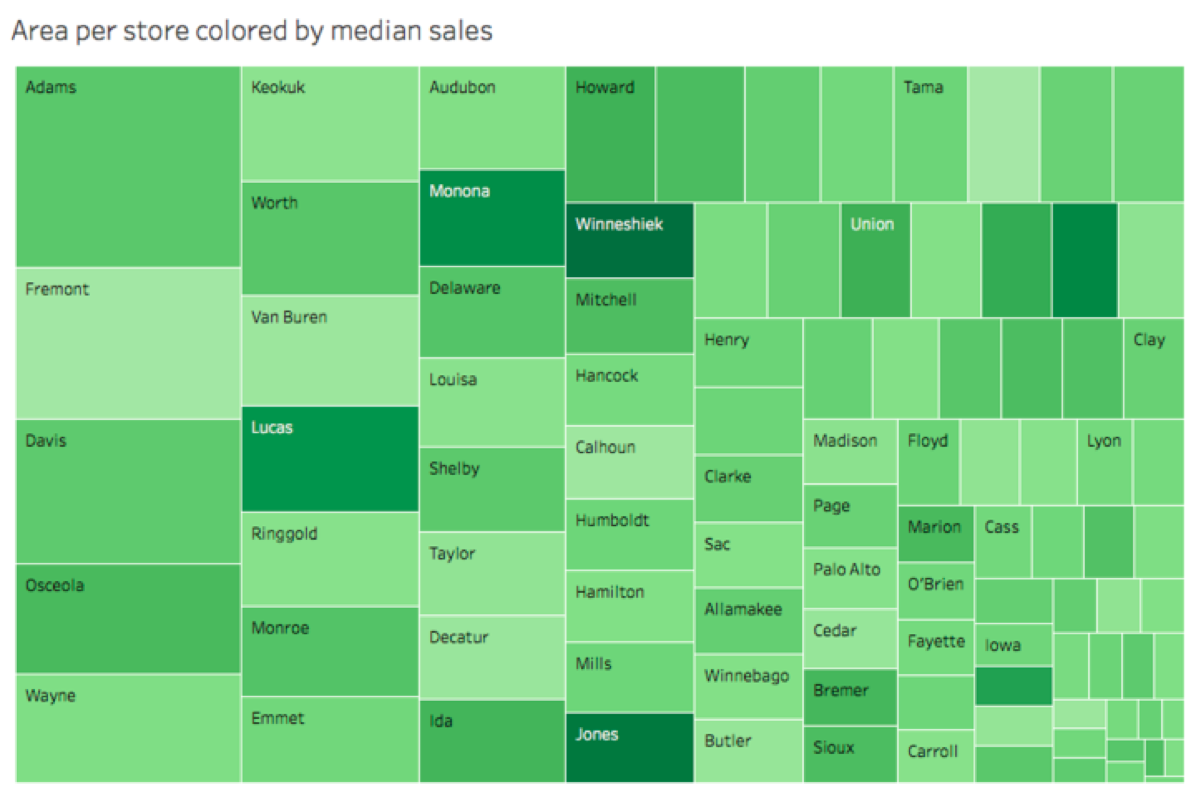 Area per store colored by median sales
Adams
Fremont
Davis
Osceola
Wayne
Keokuk
Worth
Van Buren
Lucas
Ringgold
Monroe
Emmet
Audubon
Monona
Delaware
Louisa
Shelby
Taylor
Decatur
Ida
Howard
Tama
Winneshiek
Mitchell
Hancock
Calhoun
Humboldt
Hamilton
Mills
Jones
Union
Henry
Clarke
Sac
Allamakee
Winnebago
Butler
Clay
Madison
Page
Palo Alto
Cedar
Bremer
Sioux
Floyd
Lyon
Marion
O'Brien
Fayette
Carroll
Cass
Iowa